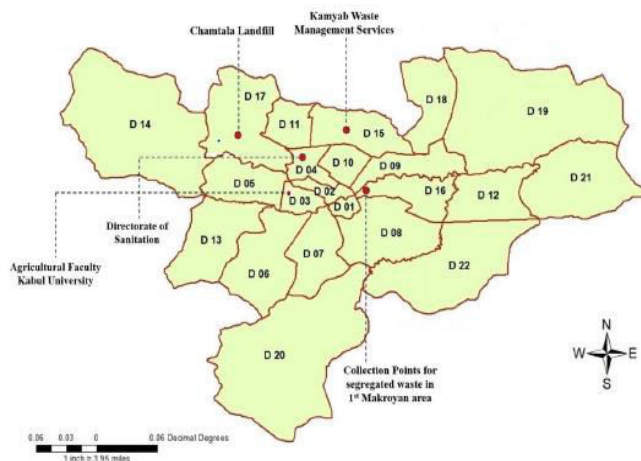 Chamtala Landfill
Kamyab Waste
Management Services
D 14
D 17
D 11
D 15
D 18
D 19
D 04
D 10
D 09
D 05
D 02
D 03
D 01
D 16
D 12
D 21
Directorate of
Sanitation
D 13
D 06
D 07
D 08
D 22
Agricultural Faculty
Kabul University
D 20
Collection Points for
segregated waste in
1st Makroyan area
N
W E
S
0.06 0.03 0 0.06 Decimal Degrees
1 inch = 3.95 miles